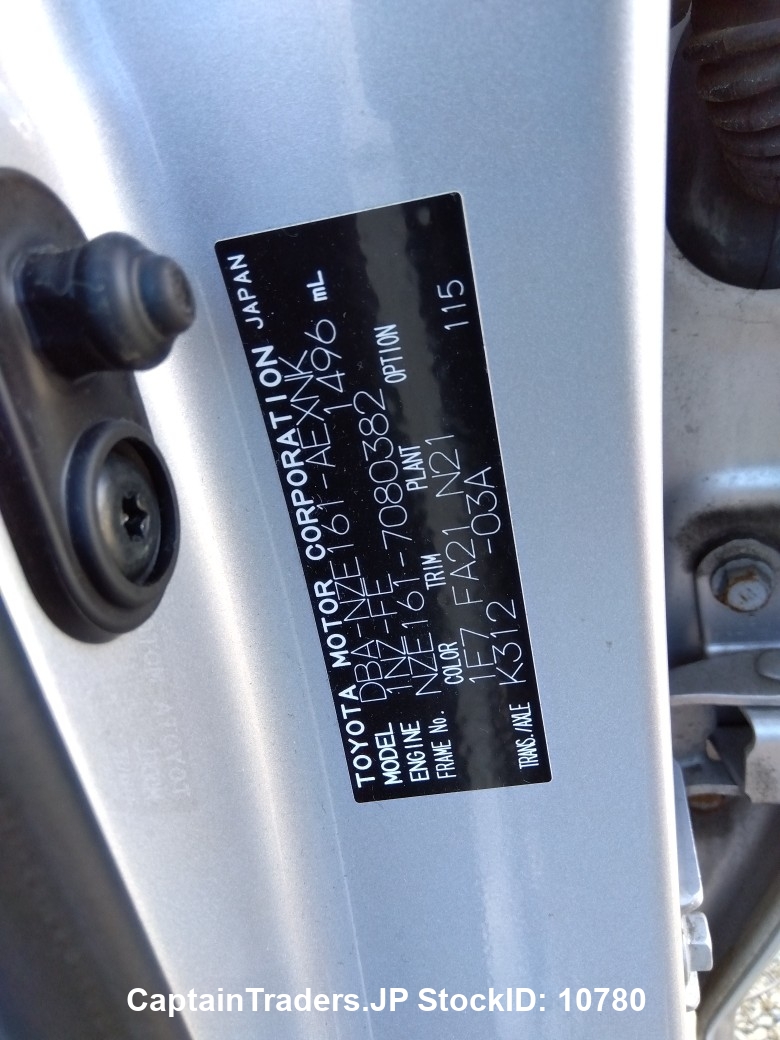 TOYOTA MOTOR CORPORATION JAPAN
MODEL DBA-NZE161-AEXNK
ENGINE 1NZ-FE 1496 mL
FRAME No. NZE161-7080382
COLOR TRIM PLANT OPTION
1E7 FA21 N21 115
TRANS./AXLE K312 -03A
CaptainTraders.JP StockID: 10780